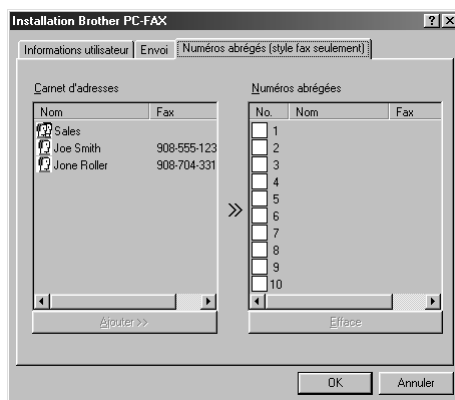 Installation Brother PC-FAX
Informations utilisateur Envoi Numéros abrégés (style fax seulement)
Carnet d'adresses
Nom Fax
Sales
Joe Smith 908-555-123
Jone Roller 908-704-331
Ajouter >>
Numéros abrégées
No. Nom Fax
1
2
3
4
5
6
7
8
9
10
Efface
OK Annuler